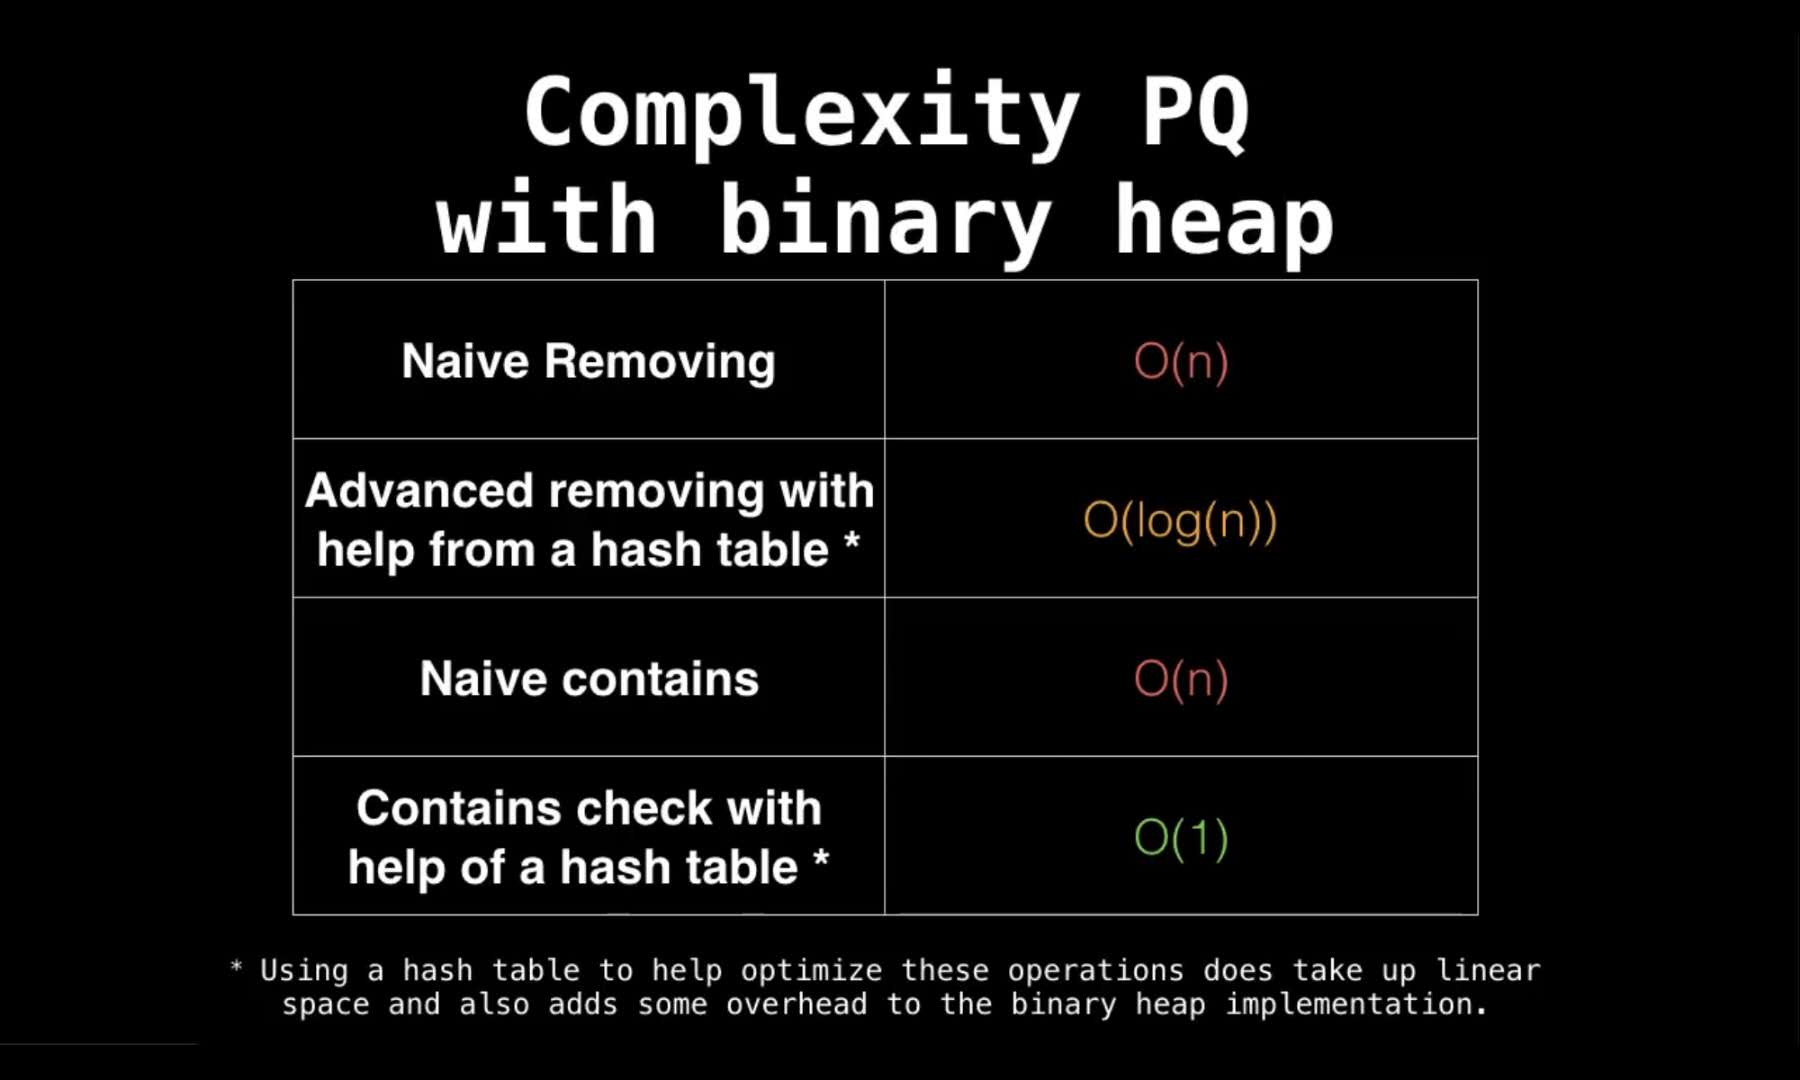 Complexity PQ
with binary heap
Naive Removing
O(n)
Advanced removing with
help from a hash table *
O(log(n))
Naive contains
O(n)
Contains check with
help of a hash table *
O(1)
* Using a hash table to help optimize these operations does take up linear
space and also adds some overhead to the binary heap implementation.